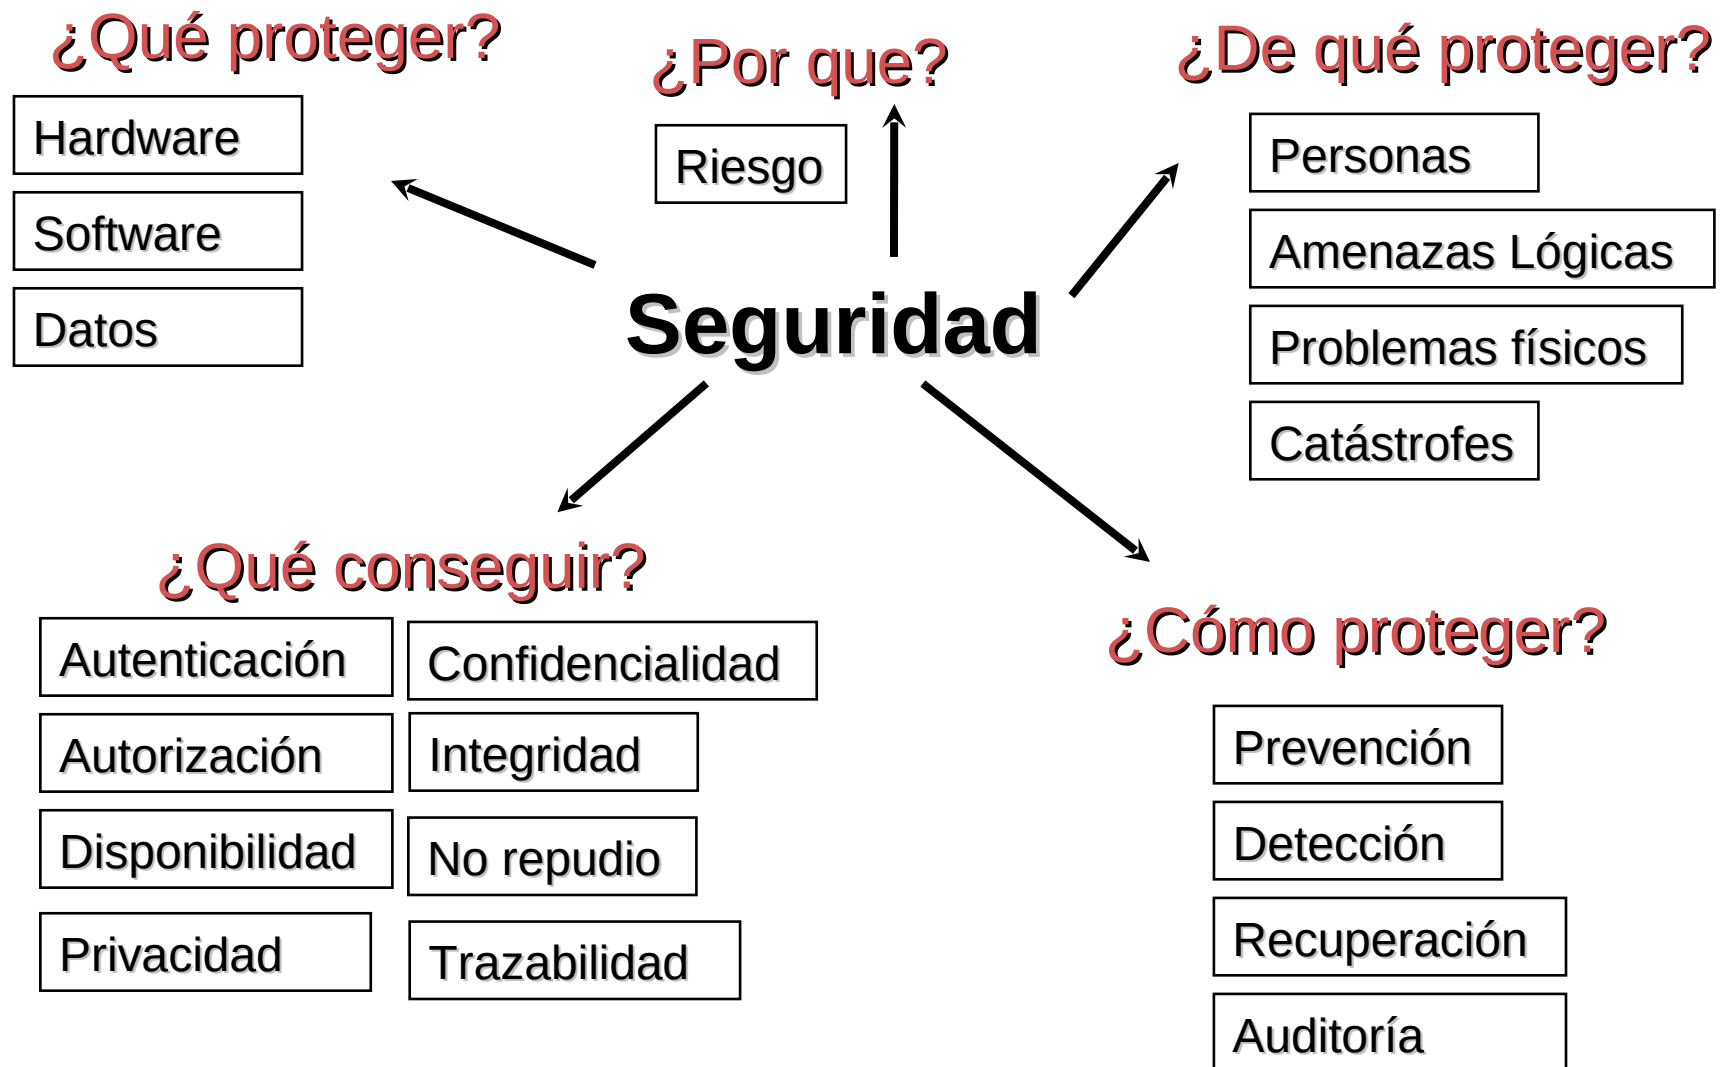 ¿Qué proteger?
Hardware
Software
Datos
¿Por que?
Riesgo
¿De qué proteger?
Personas
Amenazas Lógicas
Problemas físicos
Catástrofes
Seguridad
¿Qué conseguir?
Autenticación
Confidencialidad
Autorización
Integridad
Disponibilidad
No repudio
Privacidad
Trazabilidad
¿Cómo proteger?
Prevención
Detección
Recuperación
Auditoría